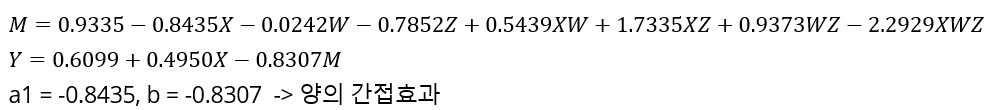 M = 0.9335 − 0.8435X − 0.0242W − 0.7852Z + 0.5439XW + 1.7335XZ + 0.9373WZ − 2.2929XWZ
Y = 0.6099 + 0.4950X − 0.8307M
a1 = -0.8435, b = -0.8307 -> 양의 간접효과